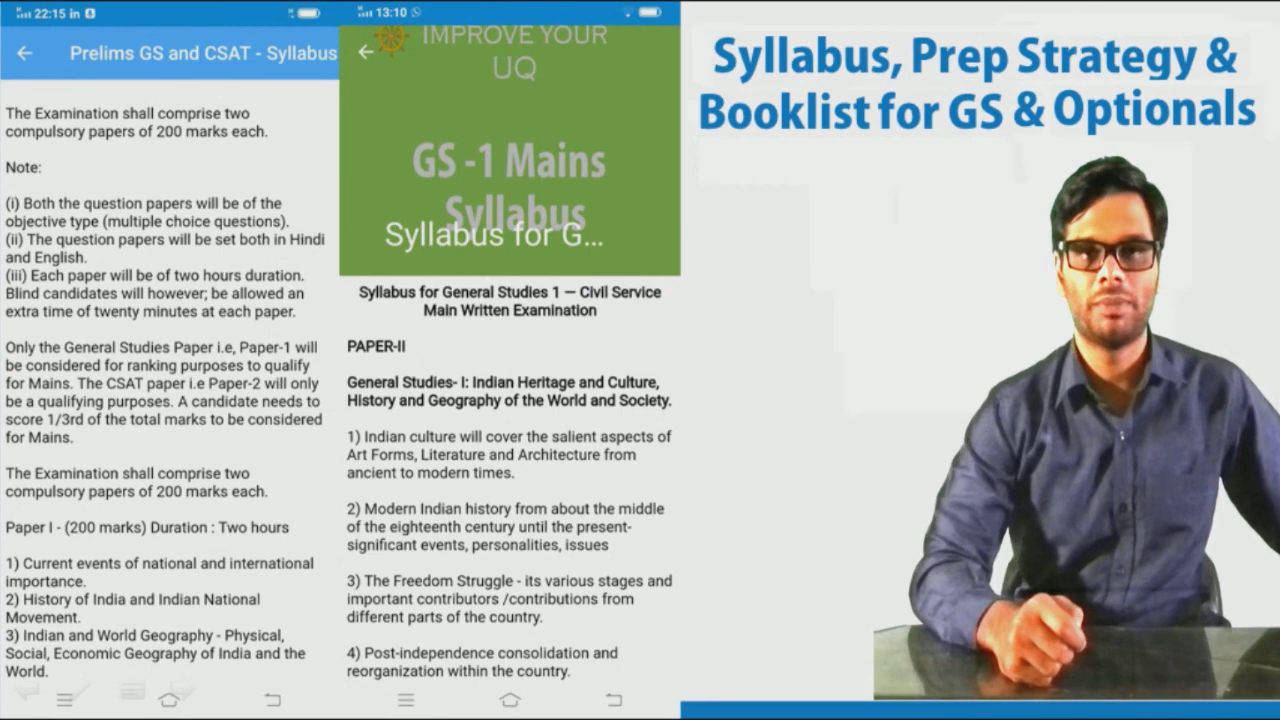 22:15 in
Prelims GS and CSAT - Syllabus
The Examination shall comprise two
compulsory papers of 200 marks each.
Note:
(i) Both the question papers will be of the
objective type (multiple choice questions).
(ii) The question papers will be set both in Hindi
and English.
(iii) Each paper will be of two hours duration.
Blind candidates will however; be allowed an
extra time of twenty minutes at each paper.
Only the General Studies Paper i.e, Paper-1 will
be considered for ranking purposes to qualify
for Mains. The CSAT paper i.e Paper-2 will only
be a qualifying purposes. A candidate needs to
score 1/3rd of the total marks to be considered
for Mains.
The Examination shall comprise two
compulsory papers of 200 marks each.
Paper I - (200 marks) Duration : Two hours
1) Current events of national and international
importance.
2) History of India and Indian National
Movement.
3) Indian and World Geography - Physical,
Social, Economic Geography of India and the
World.
13:10
IMPROVE YOUR
UQ
GS -1 Mains
Syllabus
Syllabus for G...
Syllabus for General Studies 1 — Civil Service
Main Written Examination
PAPER-II
General Studies- I: Indian Heritage and Culture,
History and Geography of the World and Society.
1) Indian culture will cover the salient aspects of
Art Forms, Literature and Architecture from
ancient to modern times.
2) Modern Indian history from about the middle
of the eighteenth century until the present-
significant events, personalities, issues
3) The Freedom Struggle - its various stages and
important contributors /contributions from
different parts of the country.
4) Post-independence consolidation and
reorganization within the country.
Syllabus, Prep Strategy &
Booklist for GS & Optionals